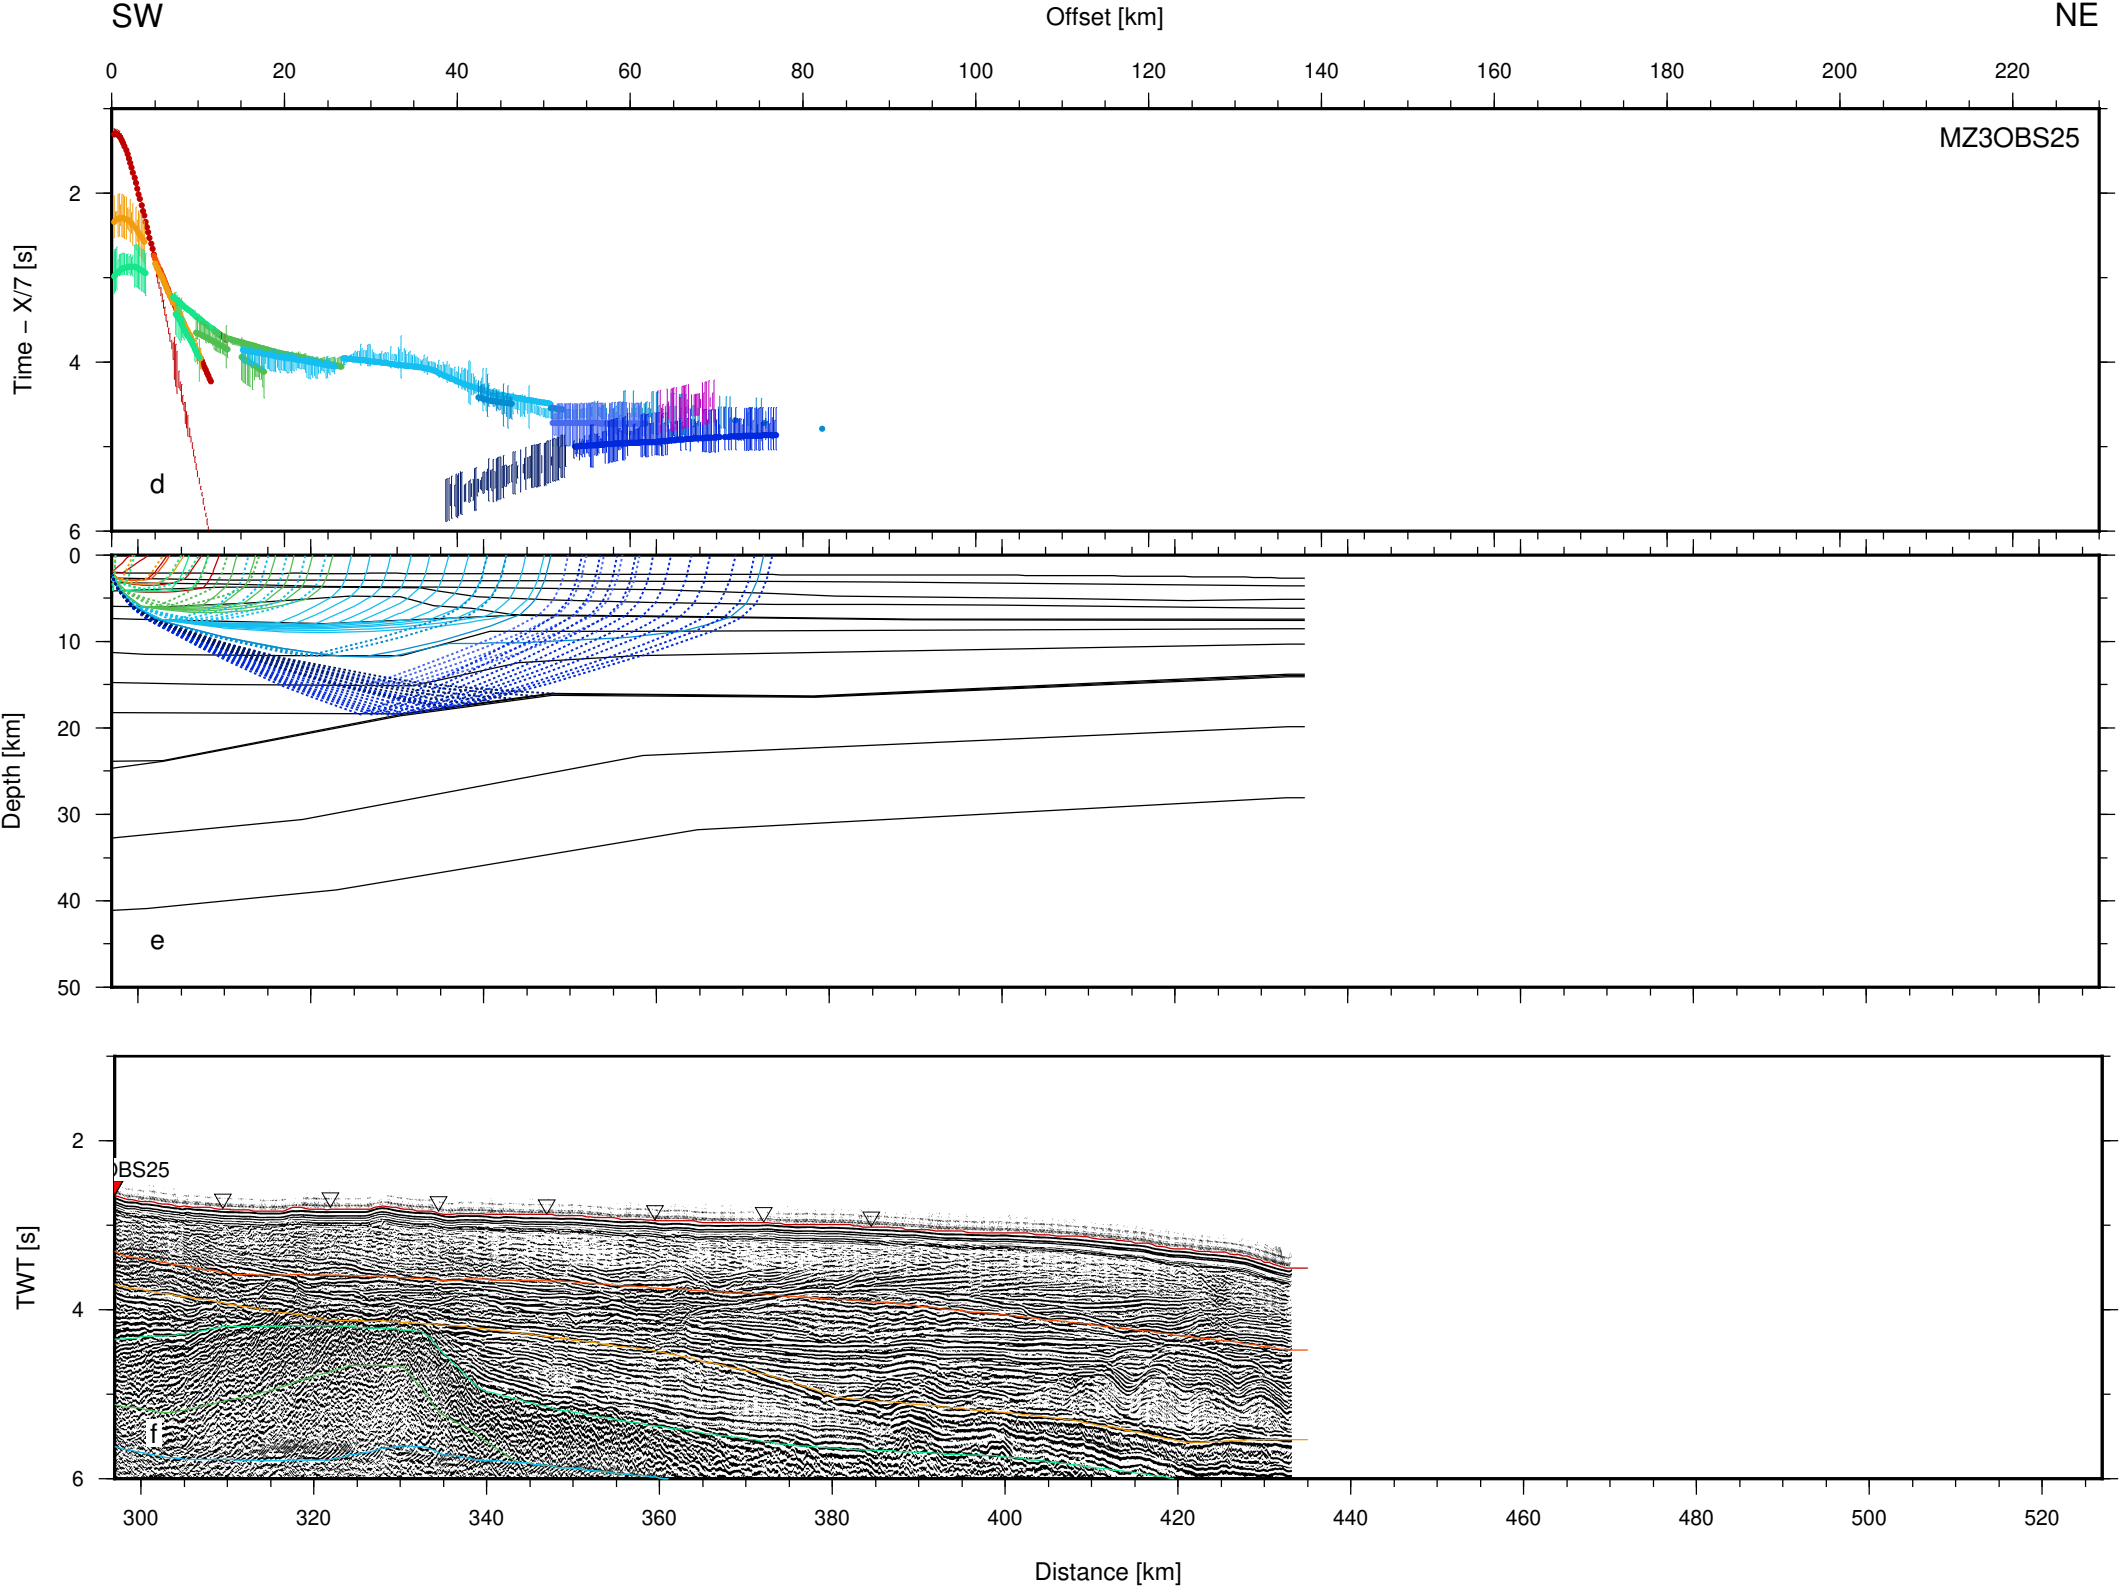 SW Offset [km] NE
0 20 40 60 80 100 120 140 160 180 200 220
MZ3OBS25
2
4
6
Time – X/7 [s]
d
0
10
20
30
40
50
Depth [km]
e
OBS25
2
4
6
TWT [s]
f
300 320 340 360 380 400 420 440 460 480 500 520
Distance [km]